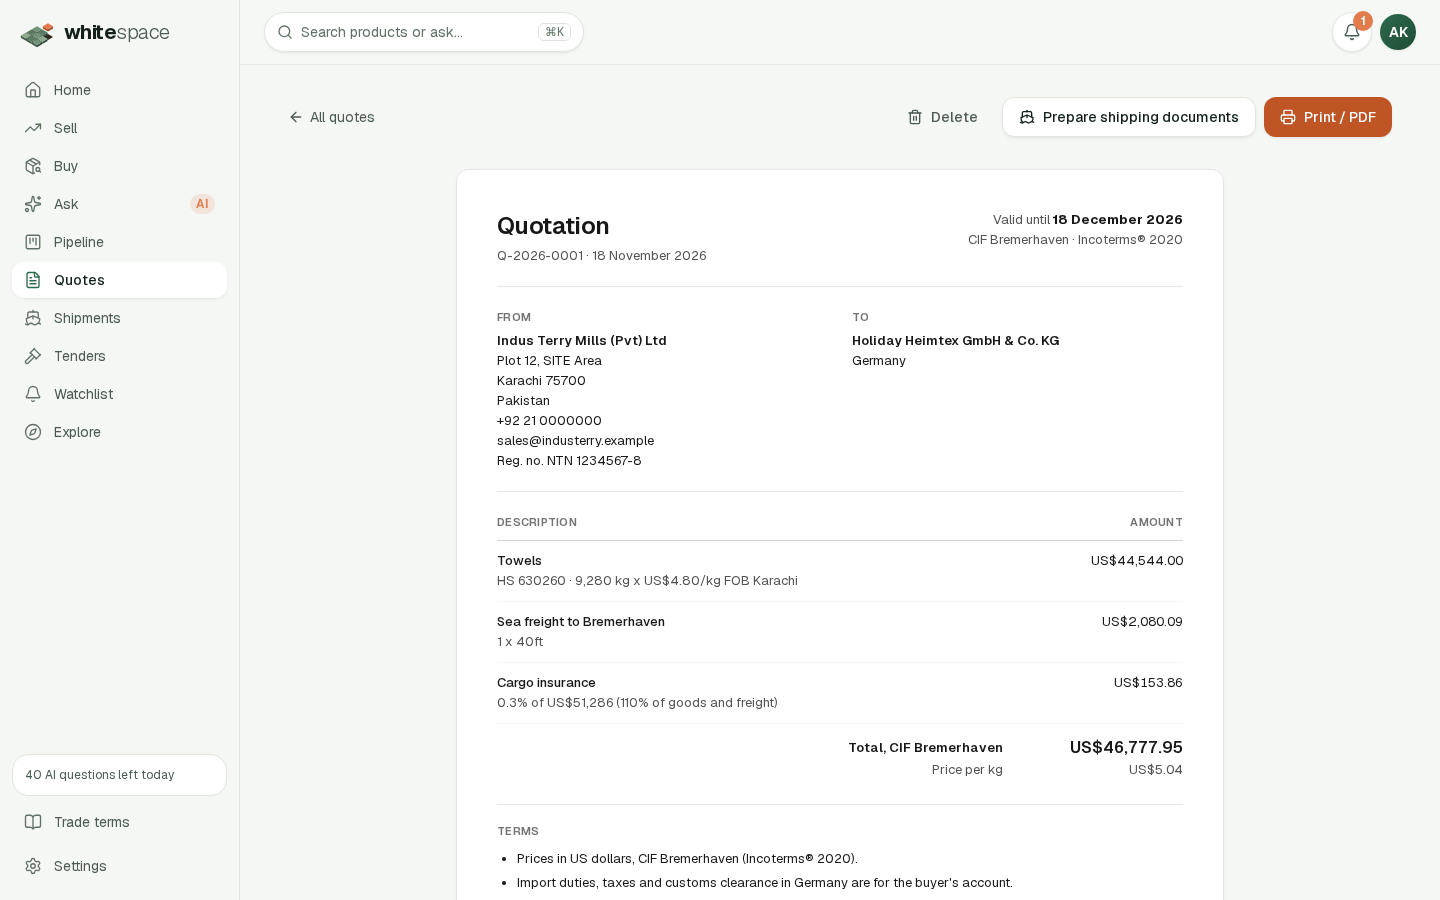 whitespace
Search products or ask...
⌘K
1
AK
Home
Sell
Buy
Ask
AI
Pipeline
Quotes
Shipments
Tenders
Watchlist
Explore
40 AI questions left today
Trade terms
Settings
All quotes
Delete
Prepare shipping documents
Print / PDF
Quotation
Q-2026-0001 · 18 November 2026
Valid until 18 December 2026
CIF Bremerhaven · Incoterms® 2020
FROM
Indus Terry Mills (Pvt) Ltd
Plot 12, SITE Area
Karachi 75700
Pakistan
+92 21 0000000
sales@industerry.example
Reg. no. NTN 1234567-8
TO
Holiday Heimtex GmbH & Co. KG
Germany
DESCRIPTION
AMOUNT
Towels
US$44,544.00
HS 630260 · 9,280 kg x US$4.80/kg FOB Karachi
Sea freight to Bremerhaven
US$2,080.09
1 x 40ft
Cargo insurance
US$153.86
0.3% of US$51,286 (110% of goods and freight)
Total, CIF Bremerhaven
US$46,777.95
Price per kg
US$5.04
TERMS
• Prices in US dollars, CIF Bremerhaven (Incoterms® 2020).
• Import duties, taxes and customs clearance in Germany are for the buyer's account.